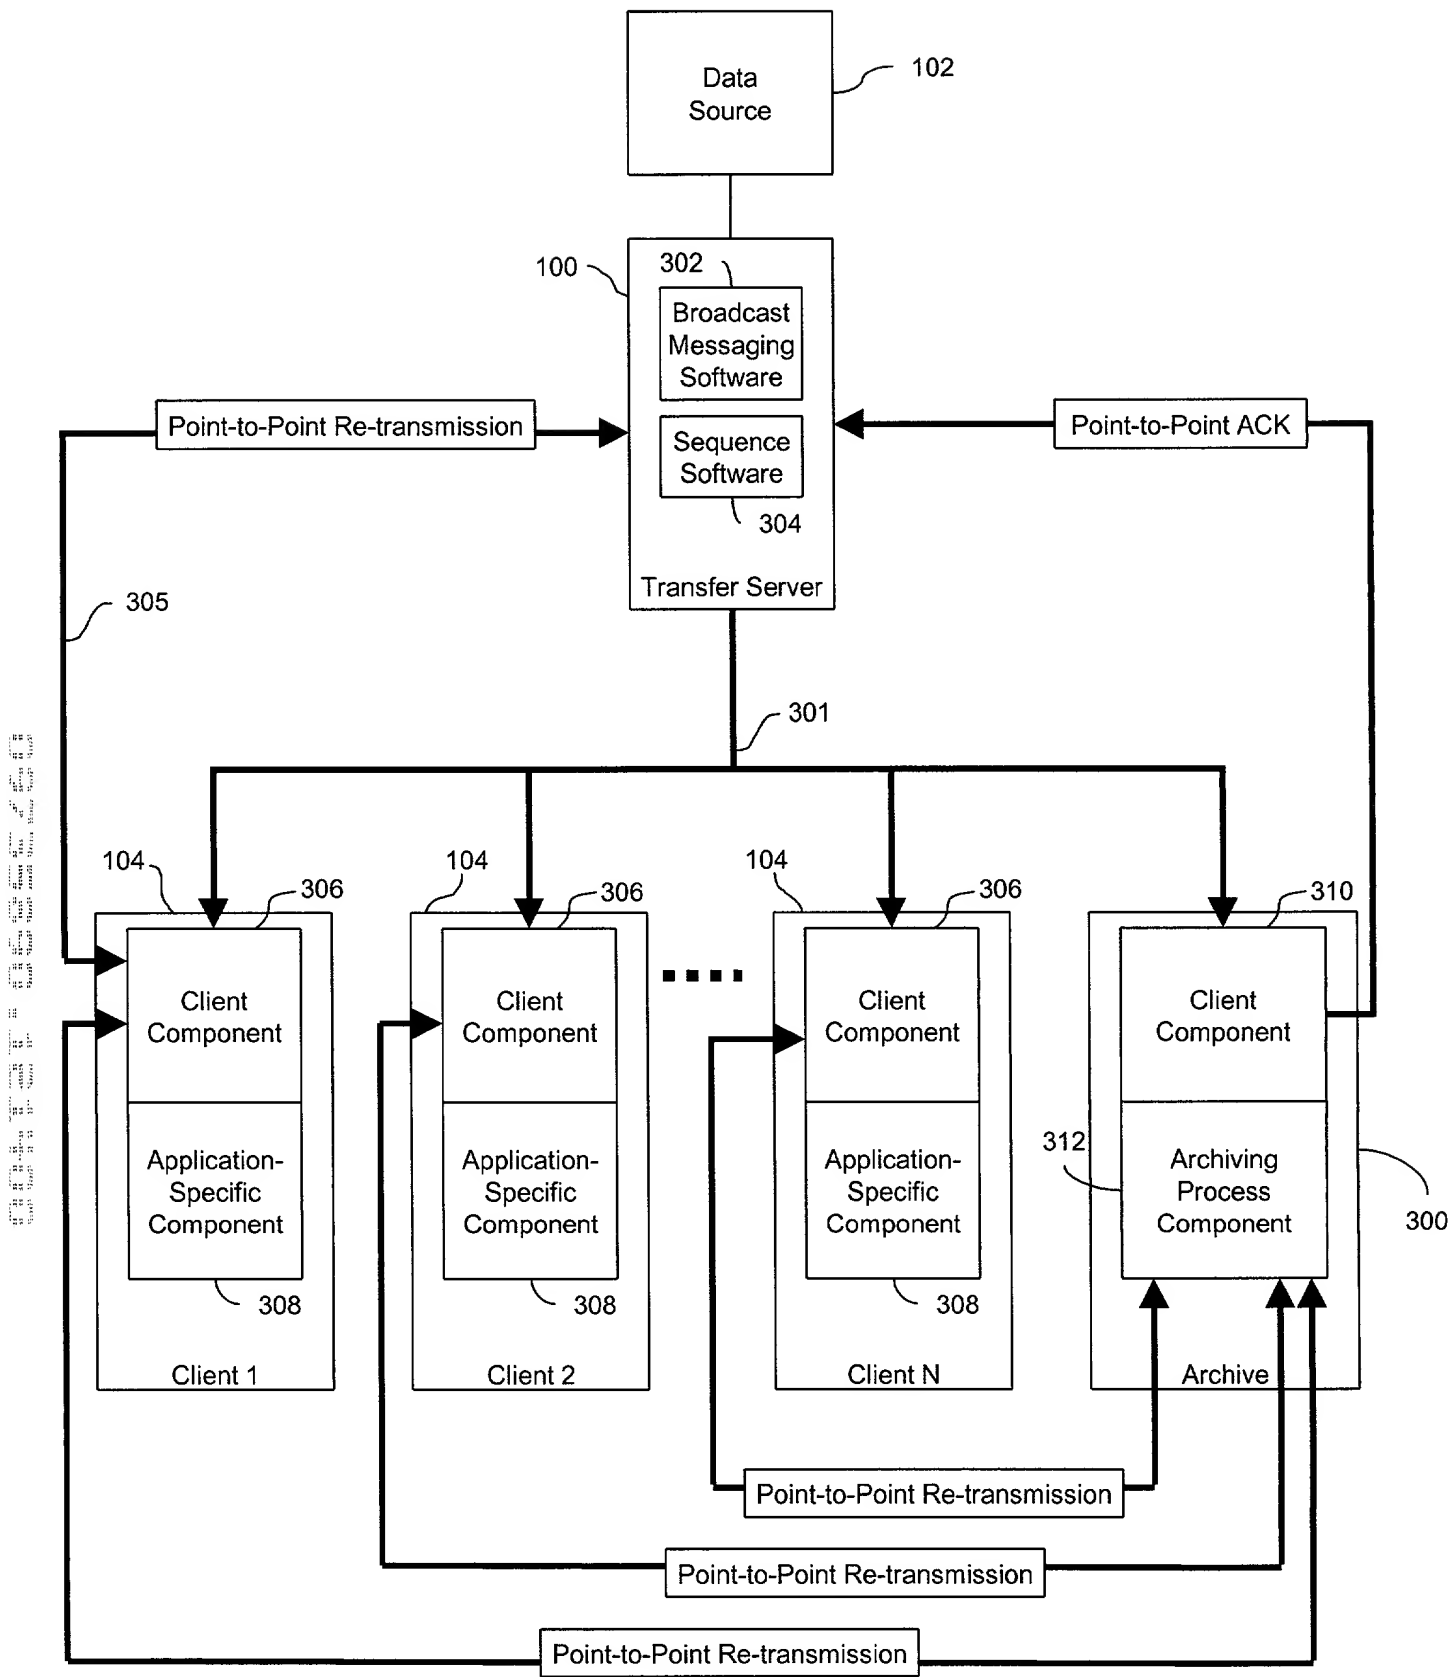 Data
Source
102
100
302
Broadcast
Messaging
Software
Sequence
Software
304
Transfer Server
Point-to-Point Re-transmission
Point-to-Point ACK
305
301
104
306
104
306
104
306
310
Client
Component
Client
Component
Client
Component
Client
Component
Application-
Specific
Component
Application-
Specific
Component
Application-
Specific
Component
312
Archiving
Process
Component
300
308
308
308
Client 1
Client 2
Client N
Archive
Point-to-Point Re-transmission
Point-to-Point Re-transmission
Point-to-Point Re-transmission